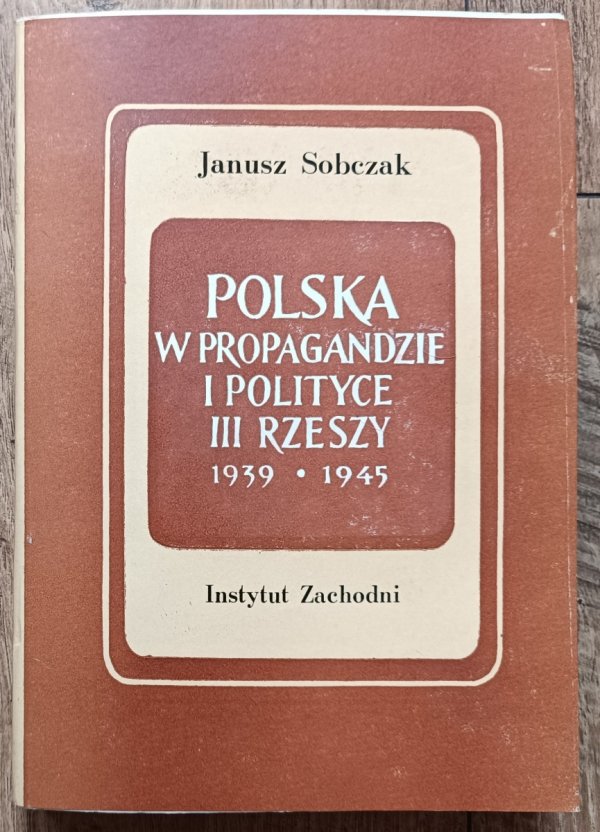 Janusz Sobczak
POLSKA
W PROPAGANDZIE
I POLITYCE
III RZESZY
1939 • 1945
Instytut Zachodni